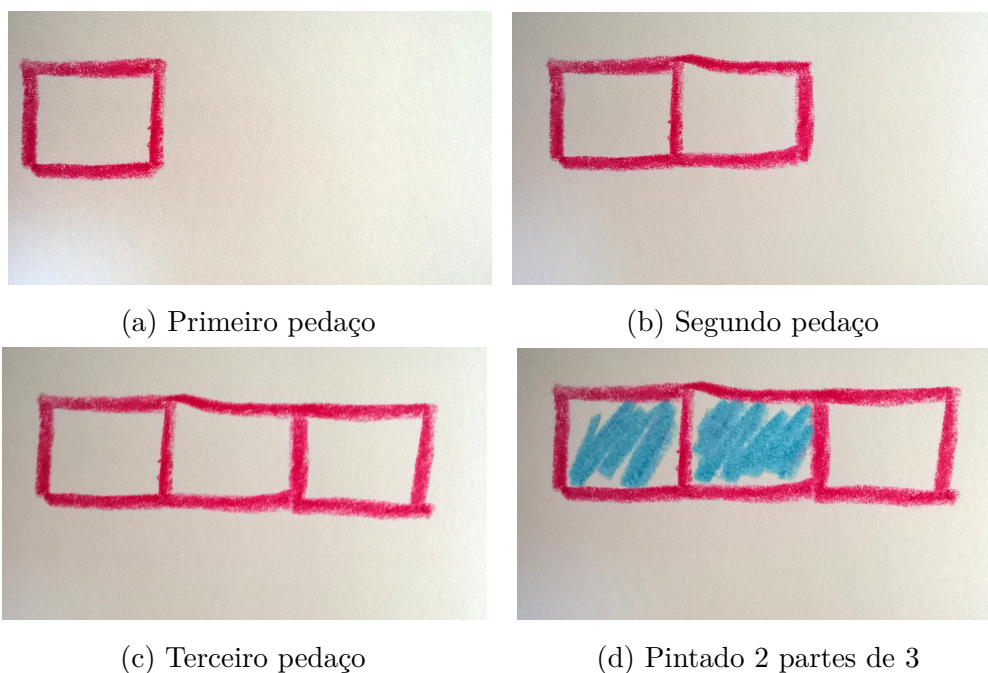 (a) Primeiro pedaço
(b) Segundo pedaço
(c) Terceiro pedaço
(d) Pintado 2 partes de 3